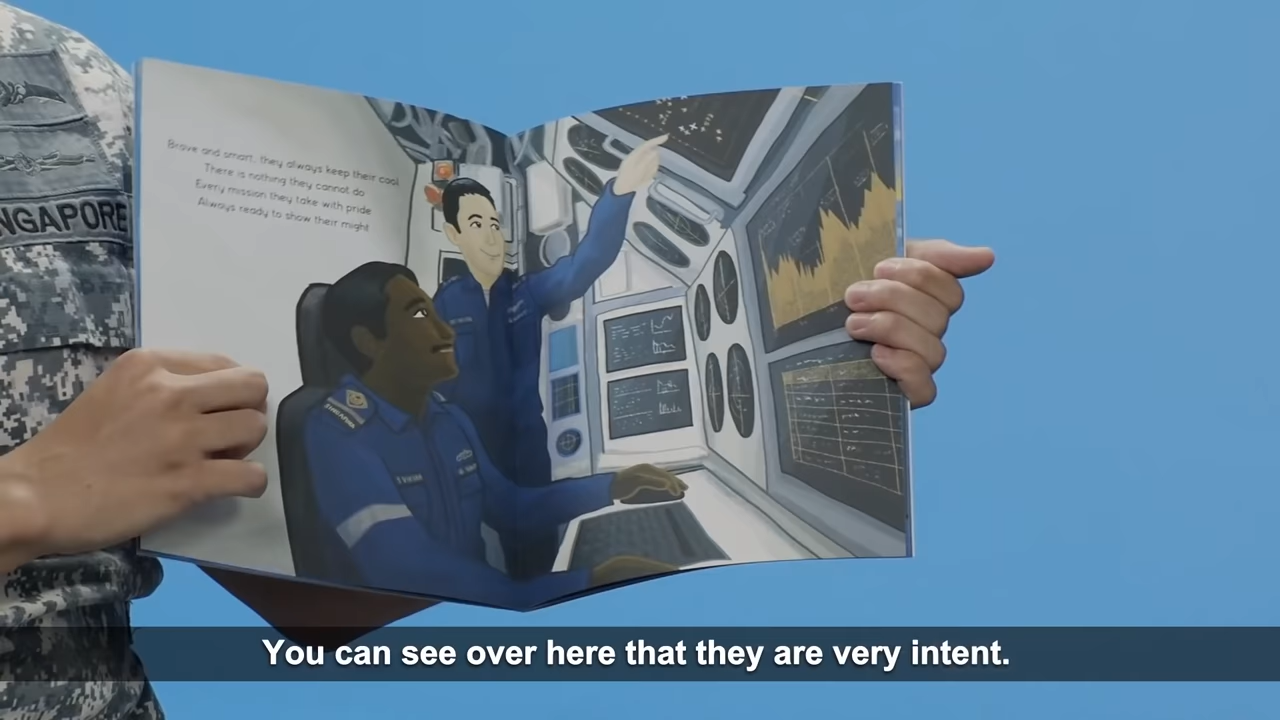 NGAPORE
Brave and smart, they always keep their cool
There is nothing they cannot do
Every mission they take with pride
Always ready to show their might
SINGAPORE
You can see over here that they are very intent.